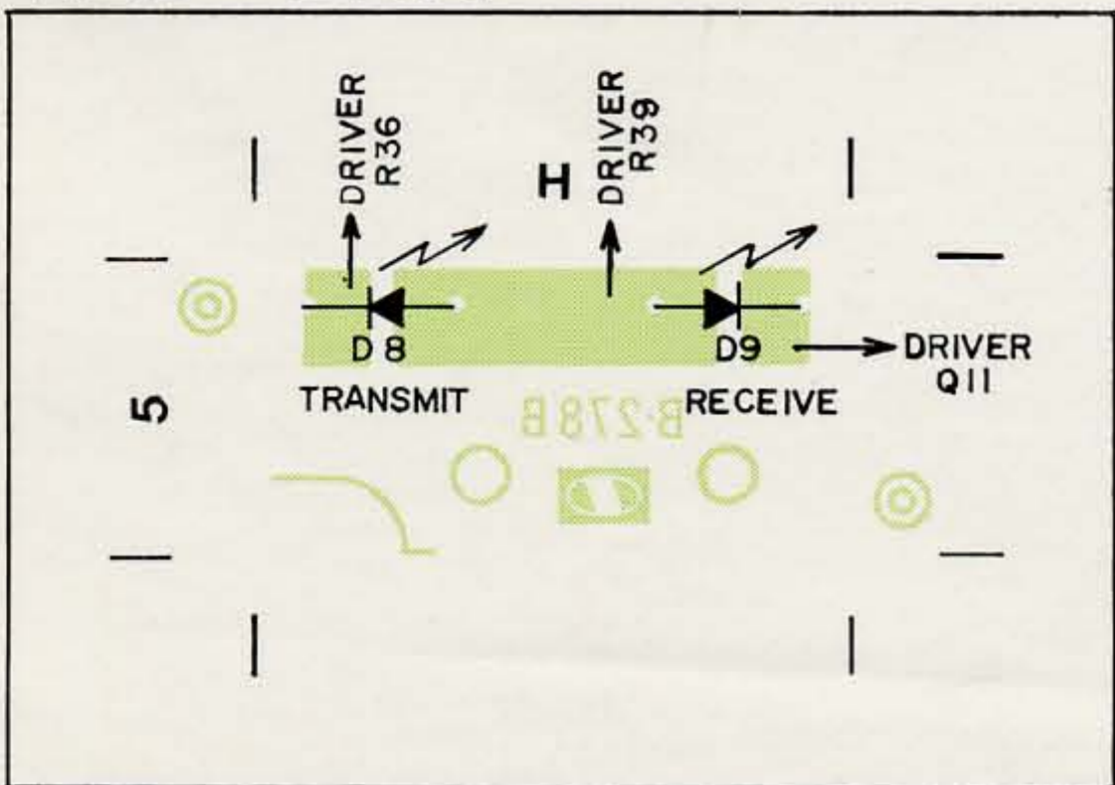 DRIVER
R36
H
DRIVER
R39
D8
D9
DRIVER
Q11
TRANSMIT
RECEIVE
5
B-278B